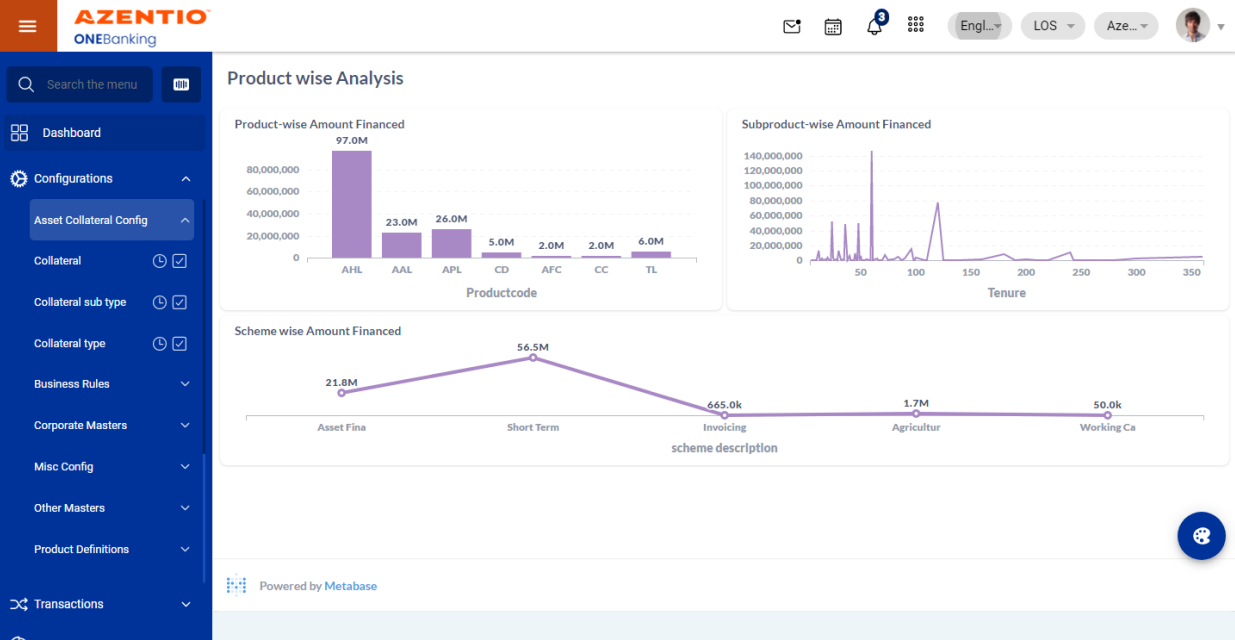 AZENTIO
ONEBanking
3
Engl...
LOS
Aze...
Search the menu
Dashboard
Configurations
Asset Collateral Config
Collateral
Collateral sub type
Collateral type
Business Rules
Corporate Masters
Misc Config
Other Masters
Product Definitions
Transactions
Product wise Analysis
Product-wise Amount Financed
97.0M
80,000,000
60,000,000
40,000,000
20,000,000
0
23.0M
26.0M
5.0M
2.0M
2.0M
6.0M
AHL
AAL
APL
CD
AFC
CC
TL
Productcode
Subproduct-wise Amount Financed
140,000,000
120,000,000
100,000,000
80,000,000
60,000,000
40,000,000
20,000,000
0
50
100
150
200
250
300
350
Tenure
Scheme wise Amount Financed
21.8M
56.5M
665.0k
1.7M
50.0k
Asset Fina
Short Term
Invoicing
Agricultur
Working Ca
scheme description
Powered by Metabase